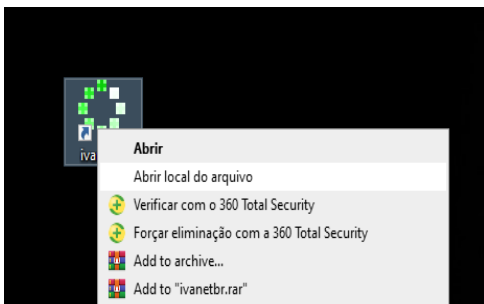 iva
Abrir
Abrir local do arquivo
Verificar com o 360 Total Security
Forçar eliminação com a 360 Total Security
Add to archive...
Add to "ivanetbr.rar"